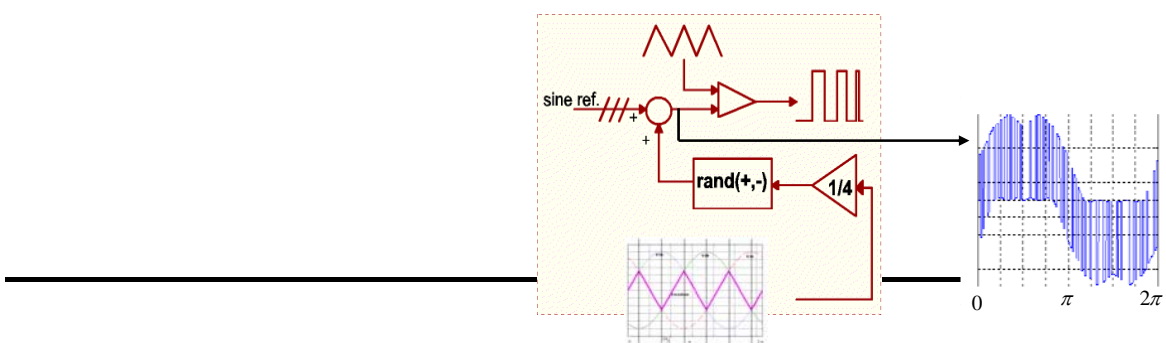 sine ref.
+
+
rand(+,-)
1/4
0
π
2π